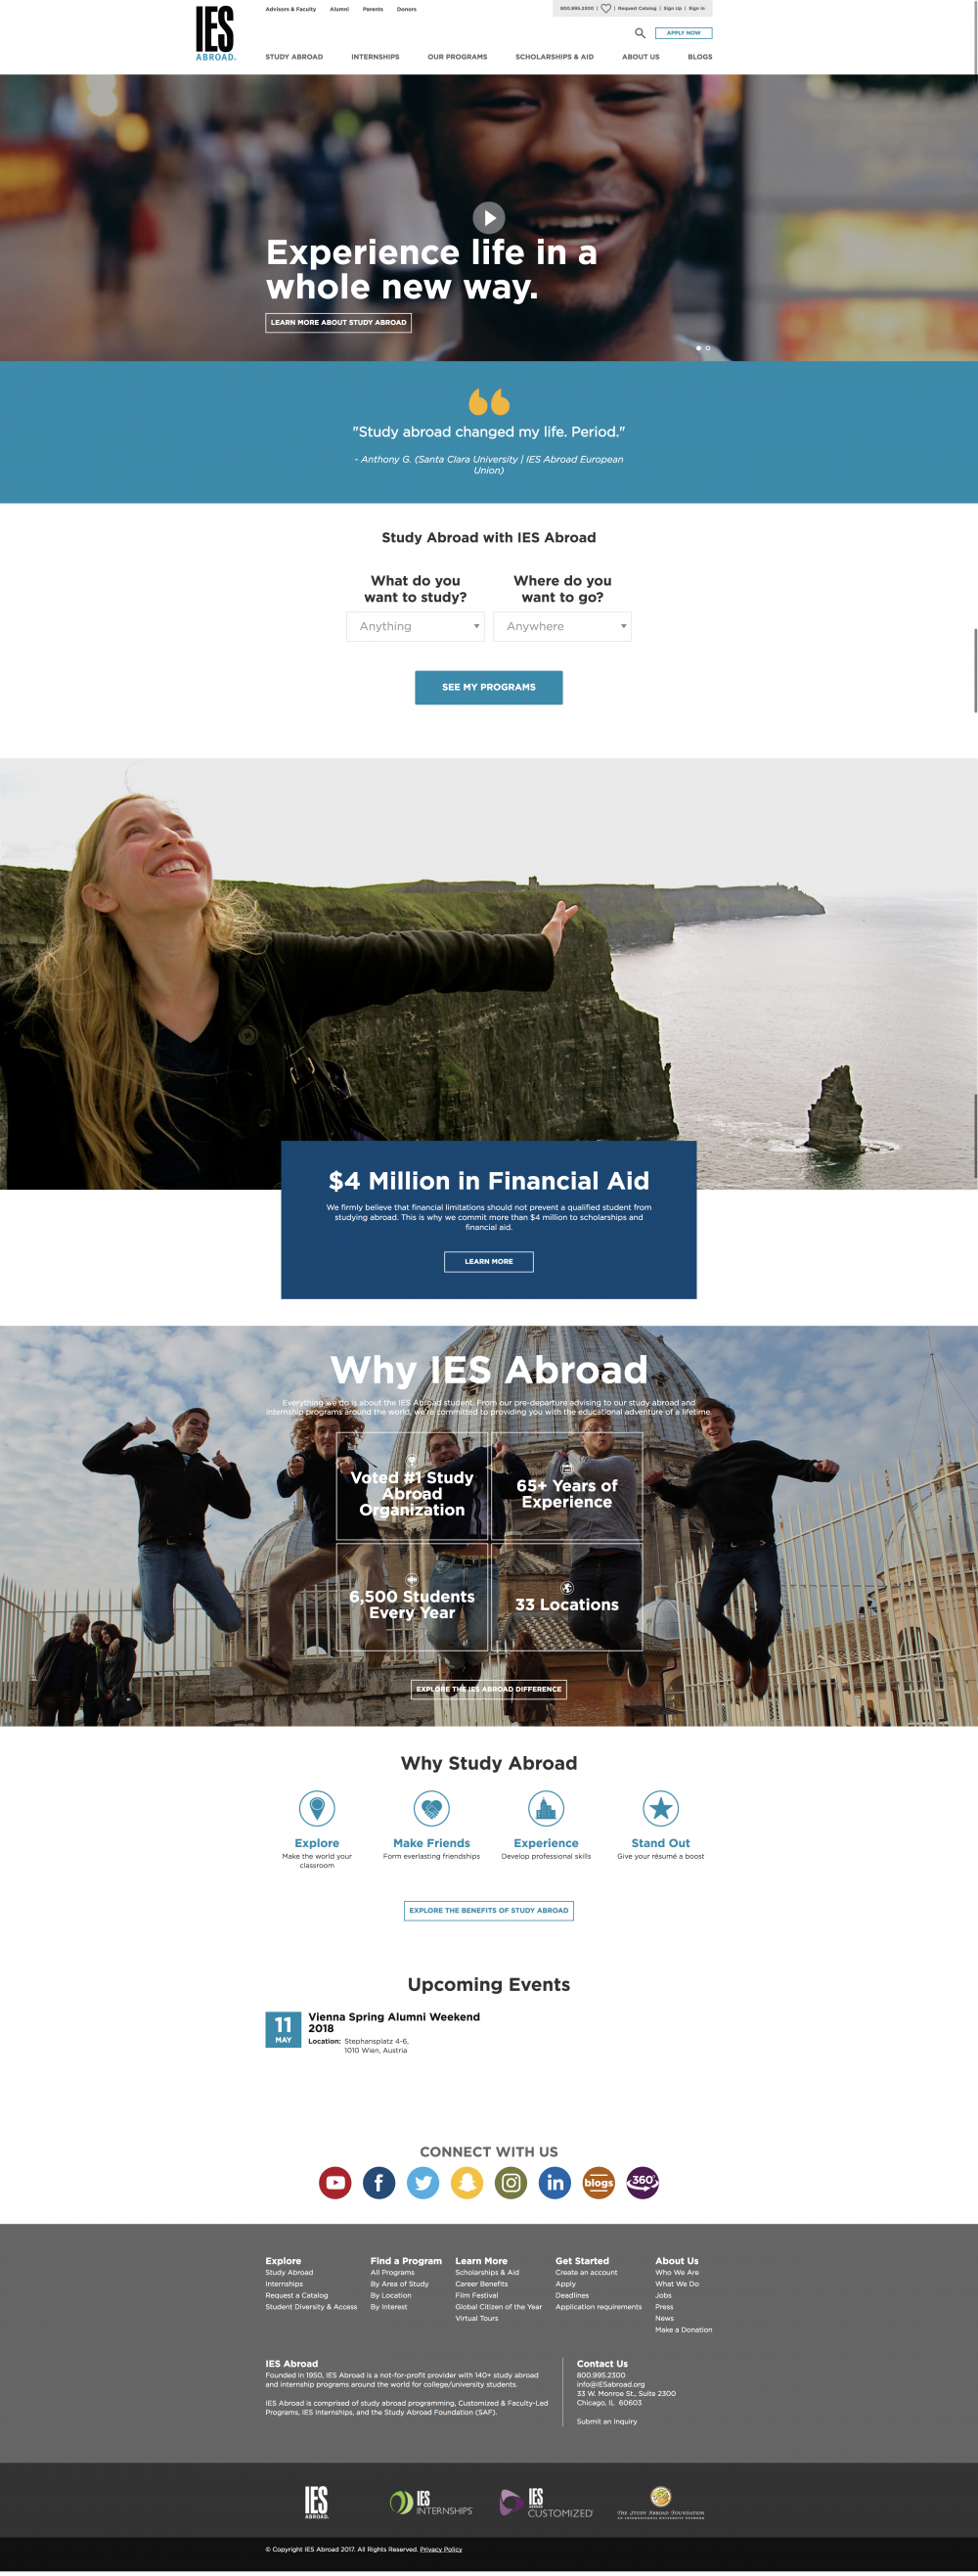 IES
ABROAD.
Advisors & Faculty
Alumni
Parents
Donors
800.995.2300 | | Request Catalog | Sign Up | Sign In
APPLY NOW
STUDY ABROAD
INTERNSHIPS
OUR PROGRAMS
SCHOLARSHIPS & AID
ABOUT US
BLOGS
Experience life in a
whole new way.
LEARN MORE ABOUT STUDY ABROAD
"Study abroad changed my life. Period."
- Anthony G. (Santa Clara University | IES Abroad European
Union)
Study Abroad with IES Abroad
What do you
want to study?
Where do you
want to go?
Anything
Anywhere
SEE MY PROGRAMS
$4 Million in Financial Aid
We firmly believe that financial limitations should not prevent a qualified student from
studying abroad. This is why we commit more than $4 million to scholarships and
financial aid.
LEARN MORE
Why IES Abroad
Everything we do is about the IES Abroad student. From our pre-departure advising to our study abroad and
internship programs around the world, we're committed to providing you with the educational adventure of a lifetime.
Voted #1 Study
Abroad
Organization
65+ Years of
Experience
6,500 Students
Every Year
33 Locations
EXPLORE THE IES ABROAD DIFFERENCE
Why Study Abroad
Explore
Make the world your
classroom
Make Friends
Form everlasting friendships
Experience
Develop professional skills
Stand Out
Give your résumé a boost
EXPLORE THE BENEFITS OF STUDY ABROAD
Upcoming Events
11
MAY
Vienna Spring Alumni Weekend
2018
Location: Stephansplatz 4-6,
1010 Wien, Austria
CONNECT WITH US
blogs
360°
Explore
Study Abroad
Internships
Request a Catalog
Student Diversity & Access
Find a Program
All Programs
By Area of Study
By Location
By Interest
Learn More
Scholarships & Aid
Career Benefits
Film Festival
Global Citizen of the Year
Virtual Tours
Get Started
Create an account
Apply
Deadlines
Application requirements
About Us
Who We Are
What We Do
Jobs
Press
News
Make a Donation
IES Abroad
Founded in 1950, IES Abroad is a not-for-profit provider with 140+ study abroad
and internship programs around the world for college/university students.
IES Abroad is comprised of study abroad programming, Customized & Faculty-Led
Programs, IES Internships, and the Study Abroad Foundation (SAF).
Contact Us
800.995.2300
info@IESabroad.org
33 W. Monroe St., Suite 2300
Chicago, IL 60603
Submit an Inquiry
IES
ABROAD.
IES
INTERNSHIPS
IES
CUSTOMIZED
THE STUDY ABROAD FOUNDATION
AN INTERNATIONAL UNIVERSITY NETWORK
© Copyright IES Abroad 2017. All Rights Reserved. Privacy Policy